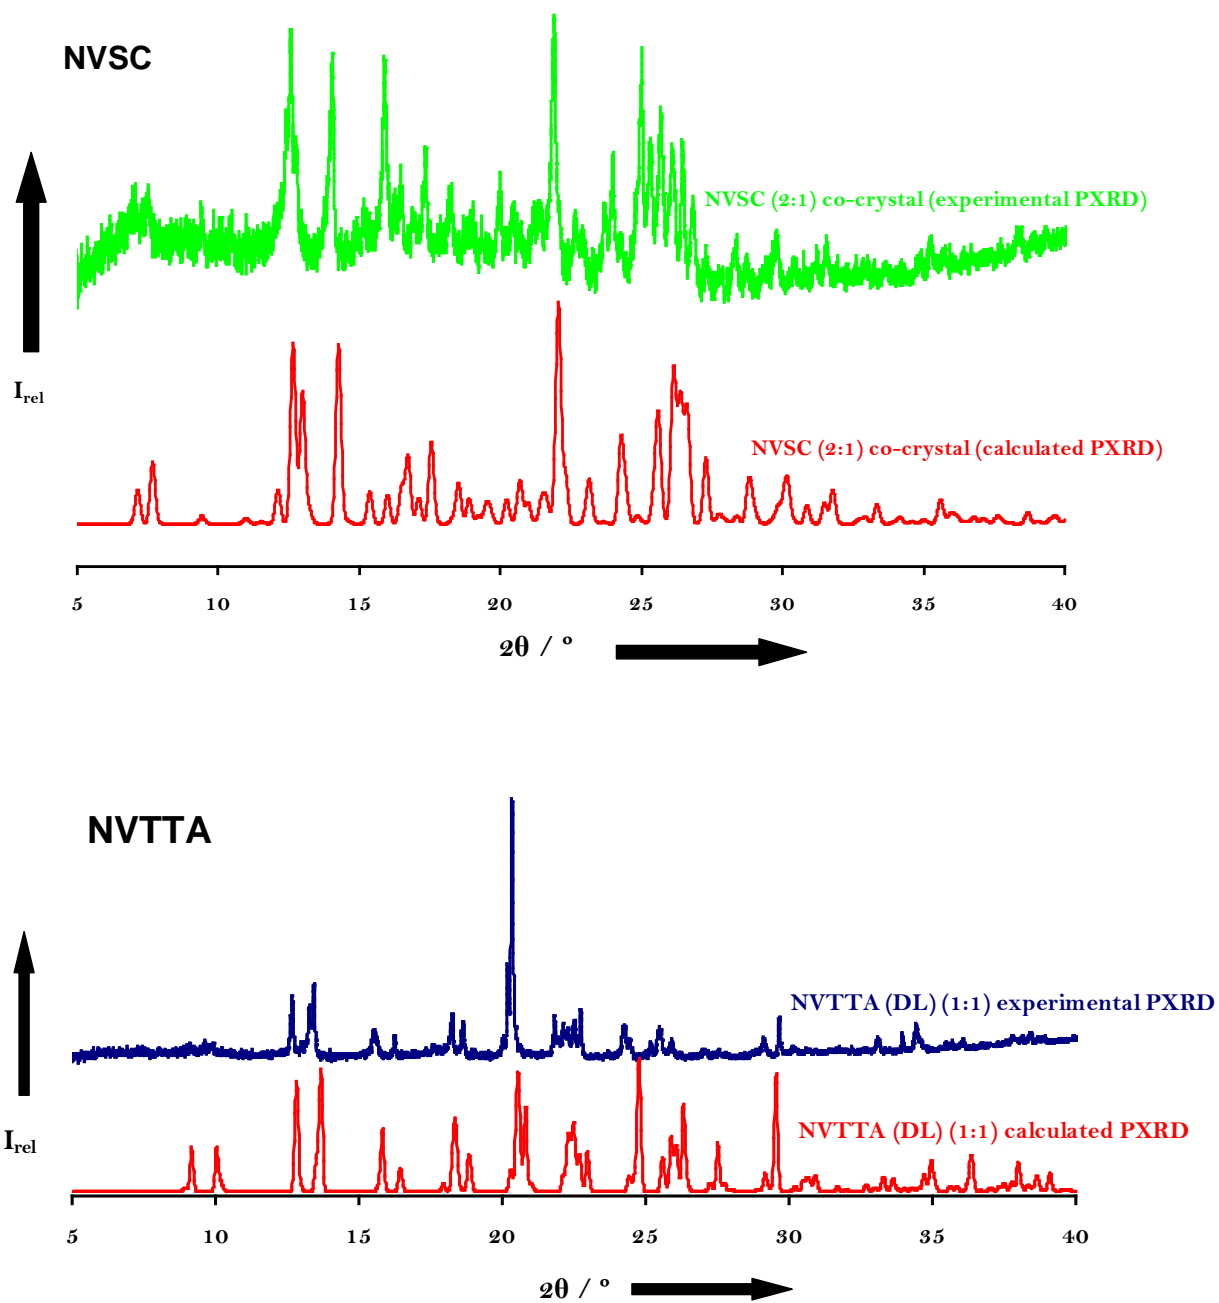 NVSC
NVSC (2:1) co-crystal (experimental PXRD)
I_rel
NVSC (2:1) co-crystal (calculated PXRD)
5 10 15 20 25 30 35 40
2θ / º
NVTTA
NVTTA (DL) (1:1) experimental PXRD
I_rel
NVTTA (DL) (1:1) calculated PXRD
5 10 15 20 25 30 35 40
2θ / º